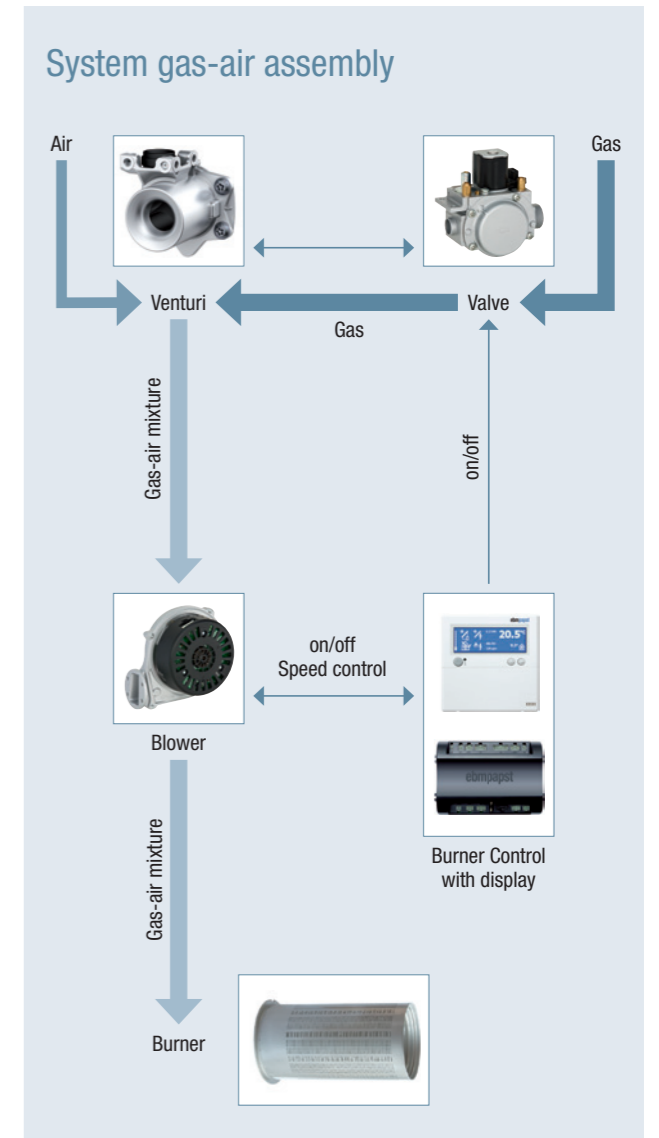 System gas-air assembly
Air
Gas
Venturi
Valve
Gas
Gas-air mixture
on/off
on/off
Speed control
ebmpapst
20.5
Blower
ebmpapst
Burner Control
with display
Gas-air mixture
Burner